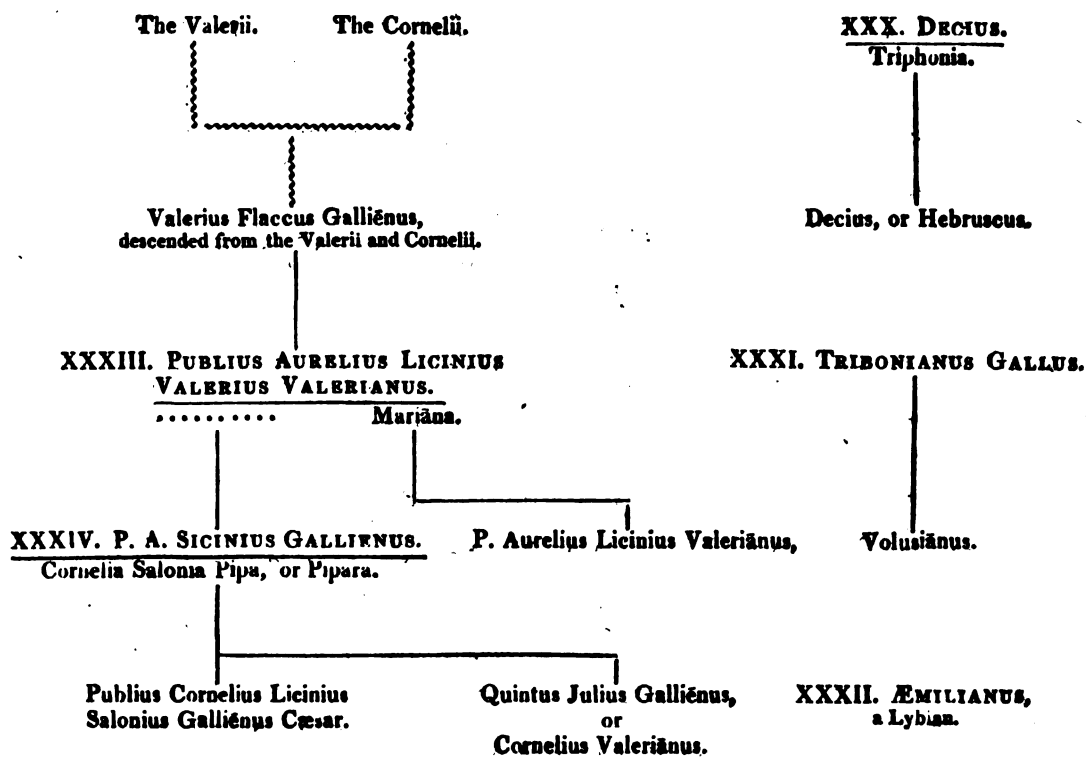 The Valerii. The Cornelii.
XXX. DECIUS.
Triphonia.
Valerius Flaccus Galliēnus,
descended from the Valerii and Cornelii.
Decius, or Hebruscus.
XXXIII. PUBLIUS AURELIUS LICINIUS
VALERIUS VALERIANUS.
.......... Mariāna.
XXXI. TRIBONIANUS GALLUS.
XXXIV. P. A. SICINIUS GALLIENUS.
Cornelia Salonia Pipa, or Pipara.
P. Aurelius Licinius Valeriānus,
Volusiānus.
Publius Cornelius Licinius
Salonius Galliēnus Cæsar.
Quintus Julius Galliēnus,
or
Cornelius Valeriānus.
XXXII. ÆMILIANUS,
a Lybian.